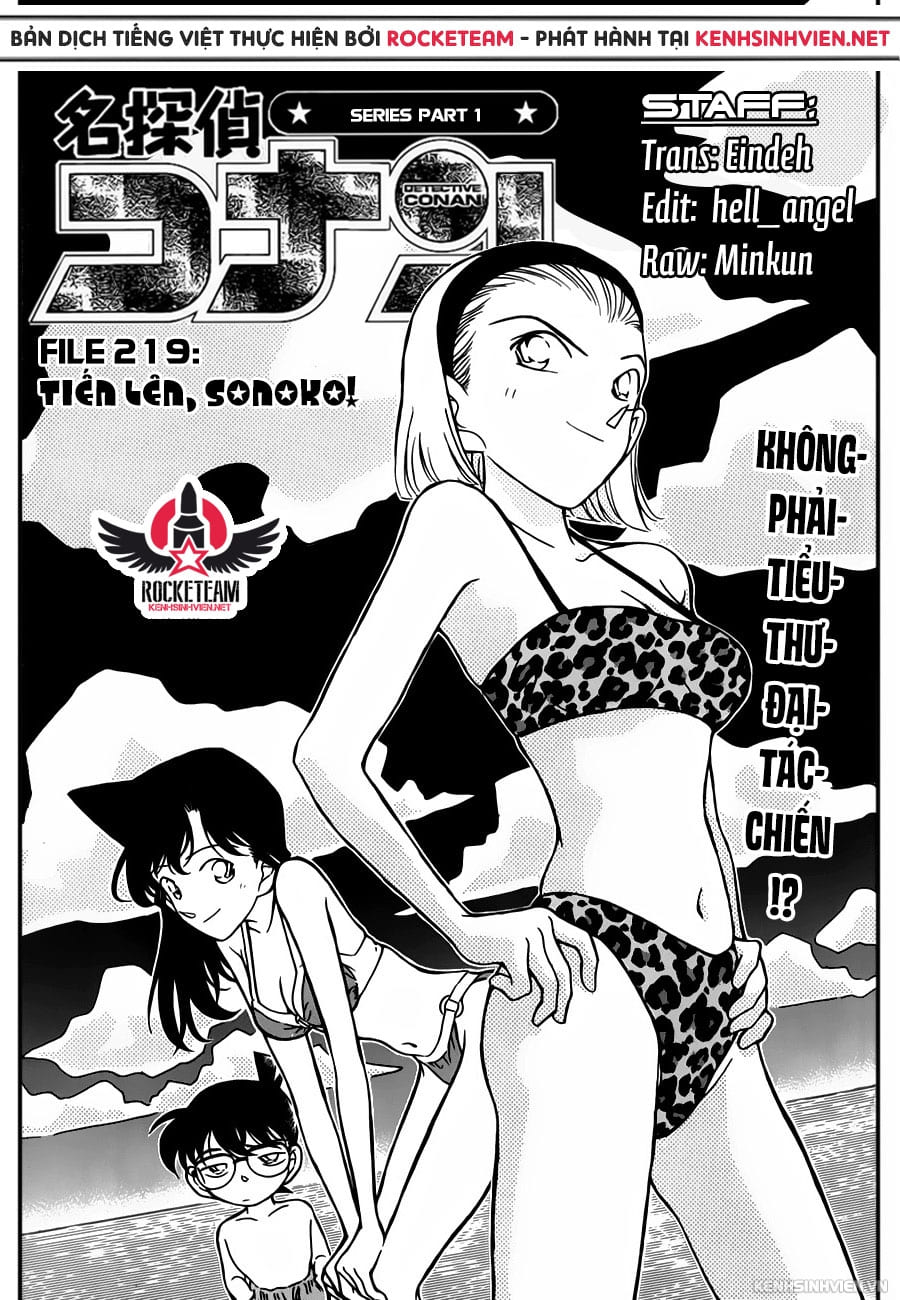 BẢN DỊCH TIẾNG VIỆT THỰC HIỆN BỞI ROCKETEAM - PHÁT HÀNH TẠI KENHSINHVIEN.NET
名探偵
SERIES PART 1
コナン
DETECTIVE
CONAN
STAFF:
Trans: Eindeh
Edit: hell_angel
Raw: Minkun
FILE 219:
TIẾN LÊN, SONOKO!
KHÔNG-
PHẢI-
TIỂU-
THƯ-
ĐẠI-
TÁC-
CHIẾN
!?
ROCKETEAM
KENHSINHVIEN.NET
KENHSINHVIEN.VN